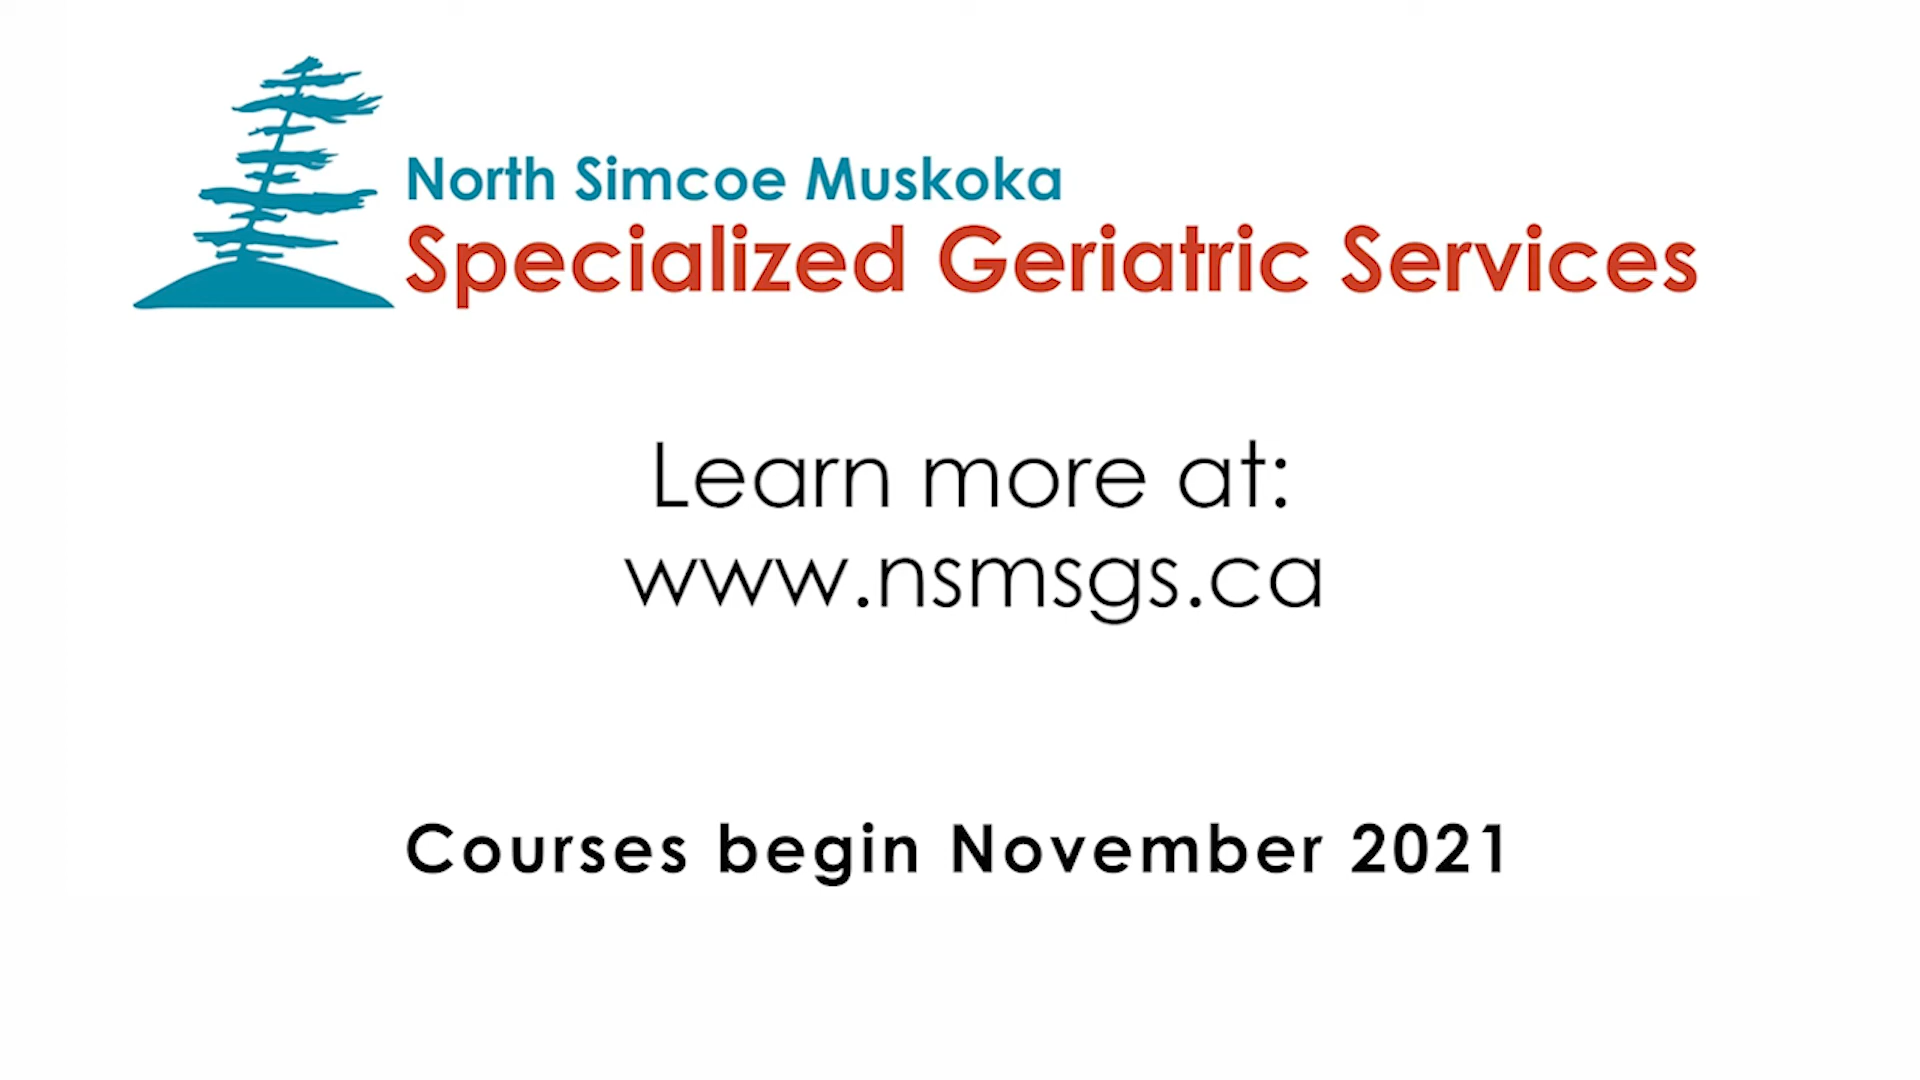 North Simcoe Muskoka
Specialized Geriatric Services
Learn more at:
www.nsmsgs.ca
Courses begin November 2021